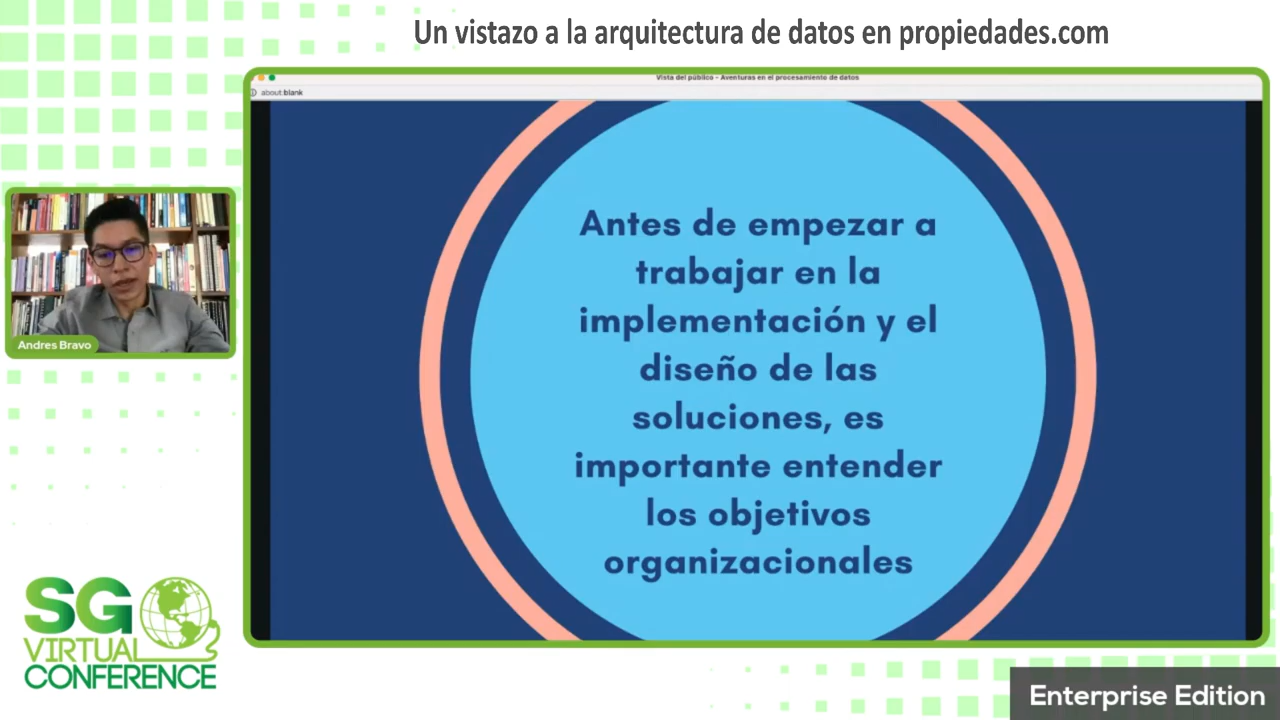 Un vistazo a la arquitectura de datos en propiedades.com
Vista del público - Aventuras en el procesamiento de datos
about:blank
Antes de empezar a
trabajar en la
implementación y el
diseño de las
soluciones, es
importante entender
los objetivos
organizacionales
Andres Bravo
SG
VIRTUAL
CONFERENCE
Enterprise Edition